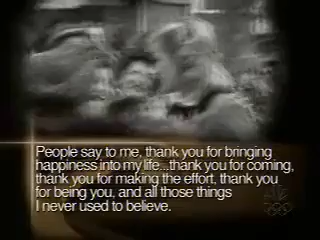 People say to me, thank you for bringing
happiness into my life...thank you for coming,
thank you for making the effort, thank you
for being you, and all those things
I never used to believe.